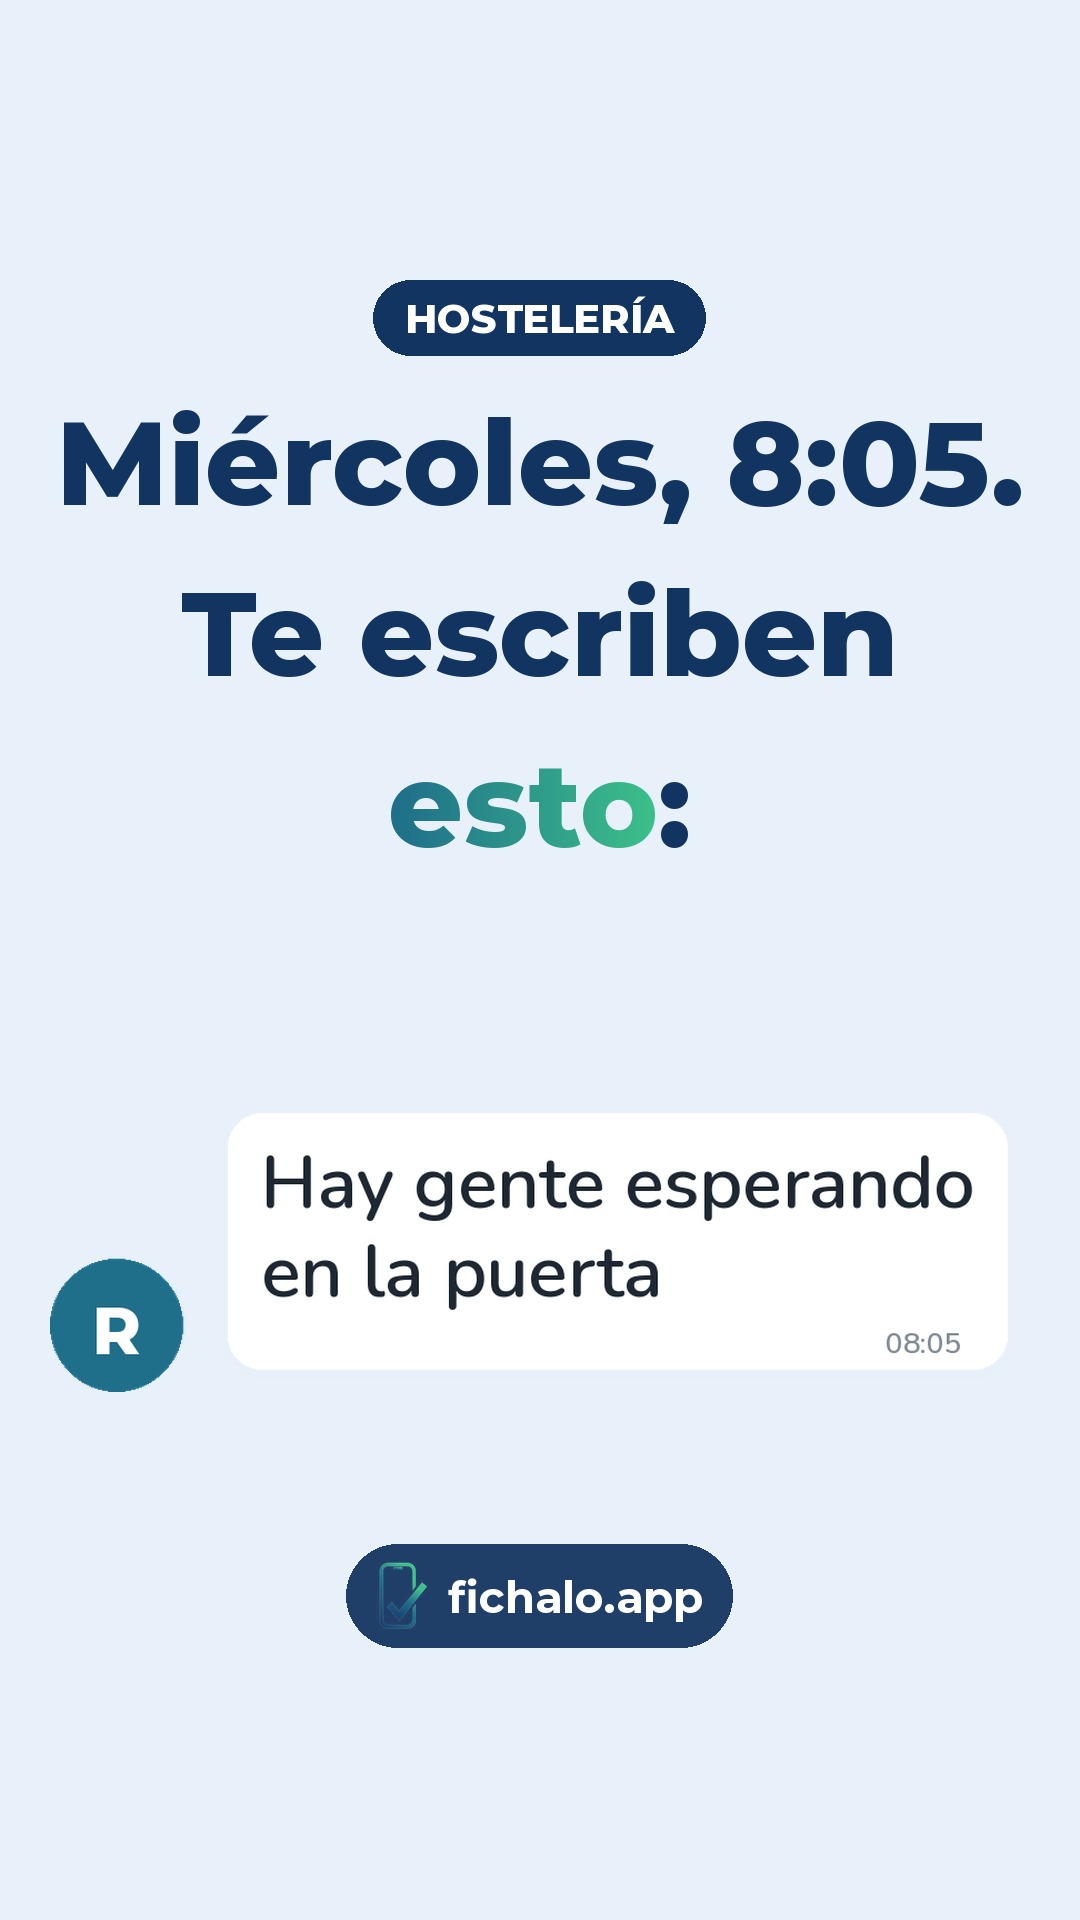 HOSTELERÍA
Miércoles, 8:05.
Te escriben
esto:
Hay gente esperando
en la puerta
08:05
R
fichalo.app